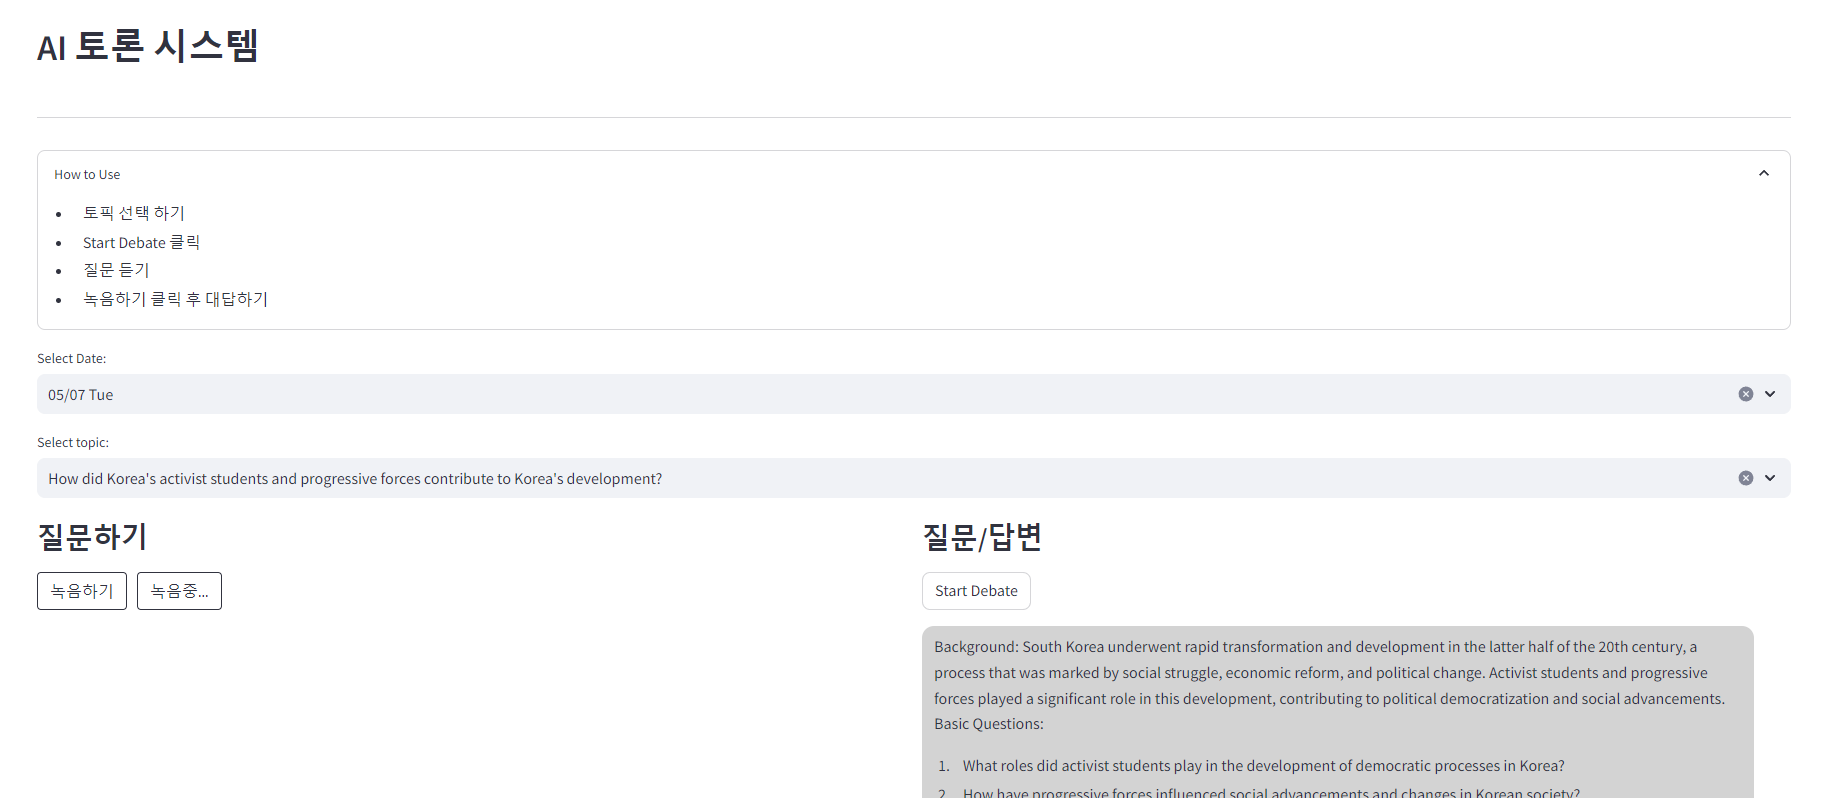 AI 토론 시스템
How to Use
토픽 선택 하기
Start Debate 클릭
질문 듣기
녹음하기 클릭 후 대답하기
Select Date:
05/07 Tue
Select topic:
How did Korea's activist students and progressive forces contribute to Korea's development?
질문하기
녹음하기 녹음중...
질문/답변
Start Debate
Background: South Korea underwent rapid transformation and development in the latter half of the 20th century, a
process that was marked by social struggle, economic reform, and political change. Activist students and progressive
forces played a significant role in this development, contributing to political democratization and social advancements.
Basic Questions:
1. What roles did activist students play in the development of democratic processes in Korea?
2. How have progressive forces influenced social advancements and changes in Korean society?